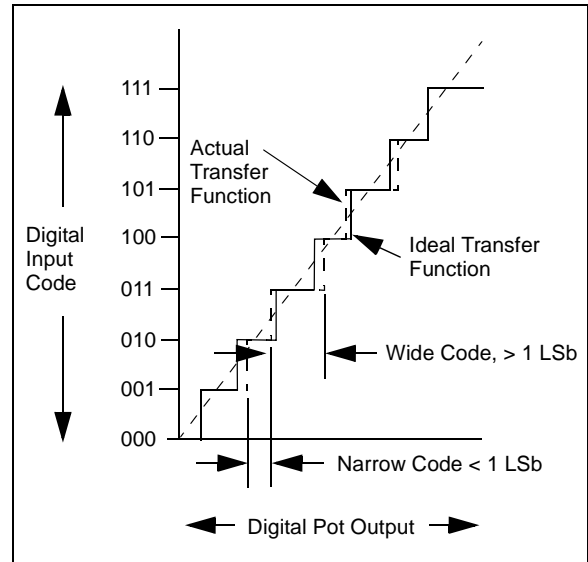 111
110
Actual
Transfer
Function
101
Digital
Input
Code
100
Ideal Transfer
Function
011
010
Wide Code, > 1 LSb
001
000
Narrow Code < 1 LSb
Digital Pot Output